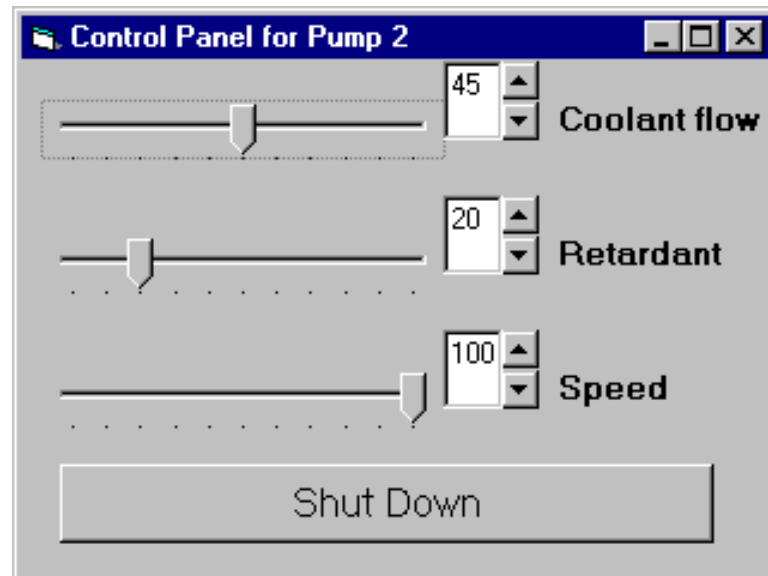 Control Panel for Pump 2
45
Coolant flow
20
Retardant
100
Speed
Shut Down